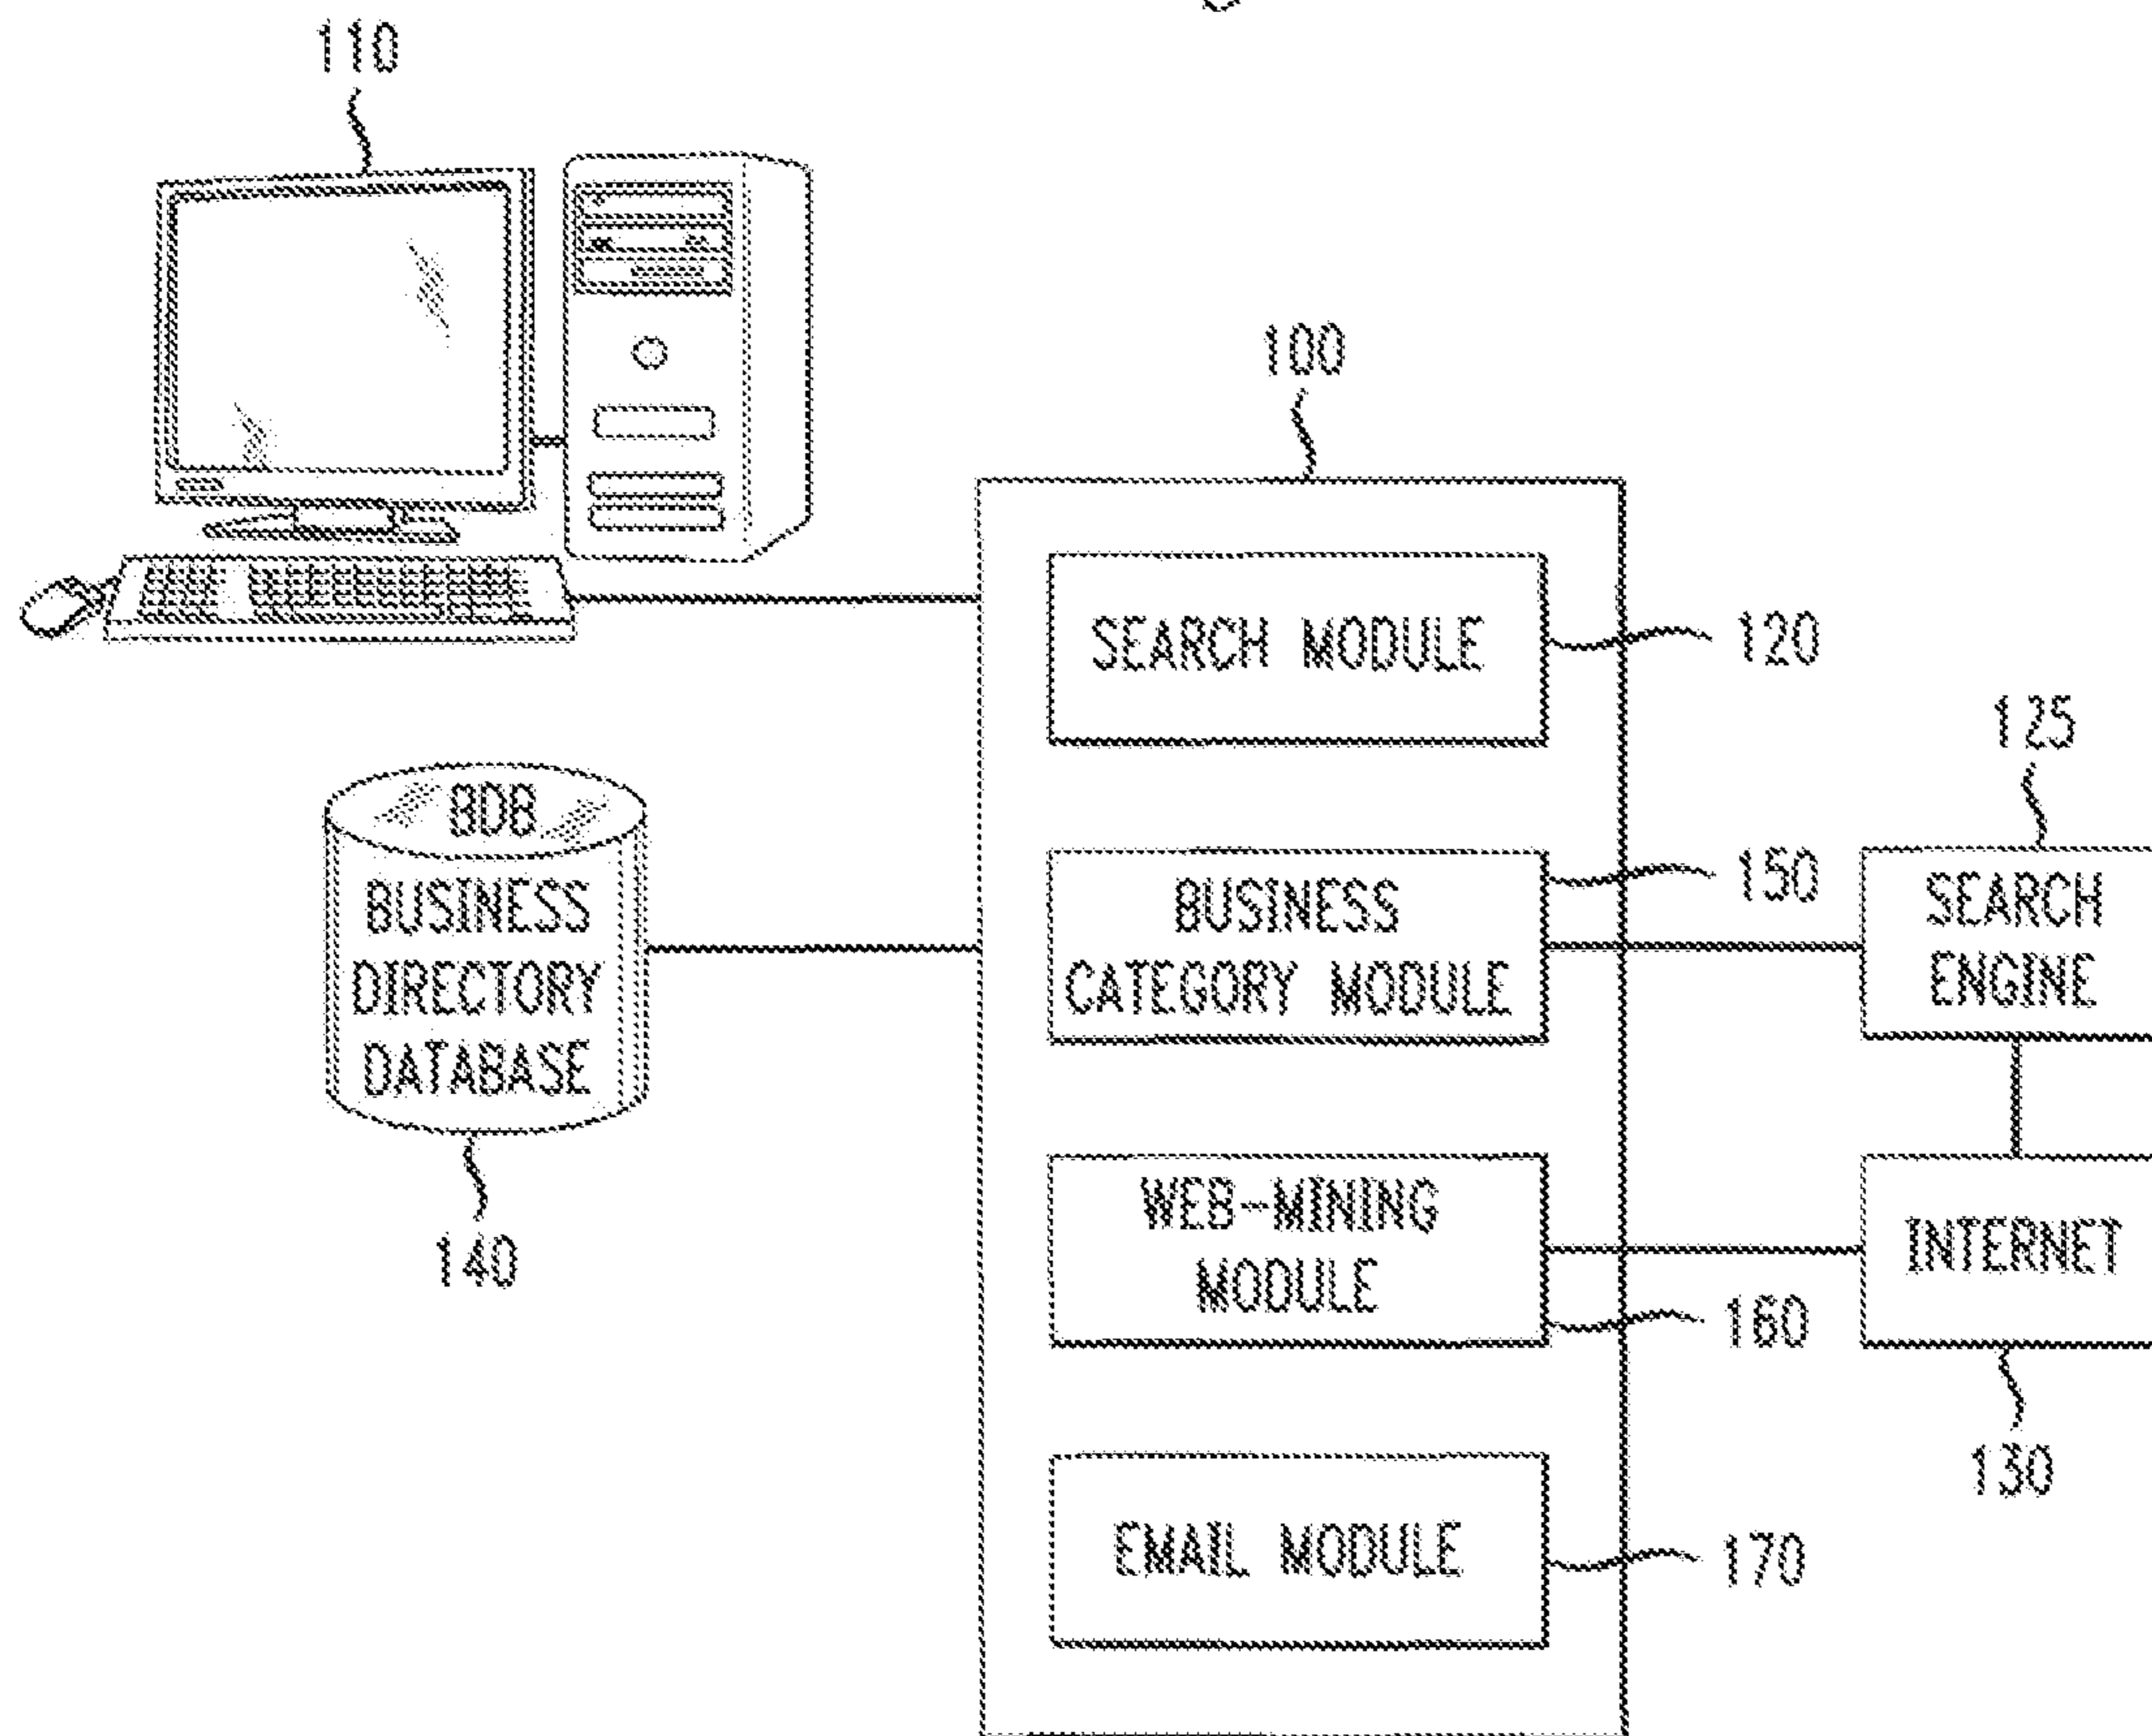 110
100
SEARCH MODULE
120
125
BDB
BUSINESS
DIRECTORY
DATABASE
140
BUSINESS
CATEGORY MODULE
150
SEARCH
ENGINE
WEB-MINING
MODULE
160
INTERNET
130
EMAIL MODULE
170